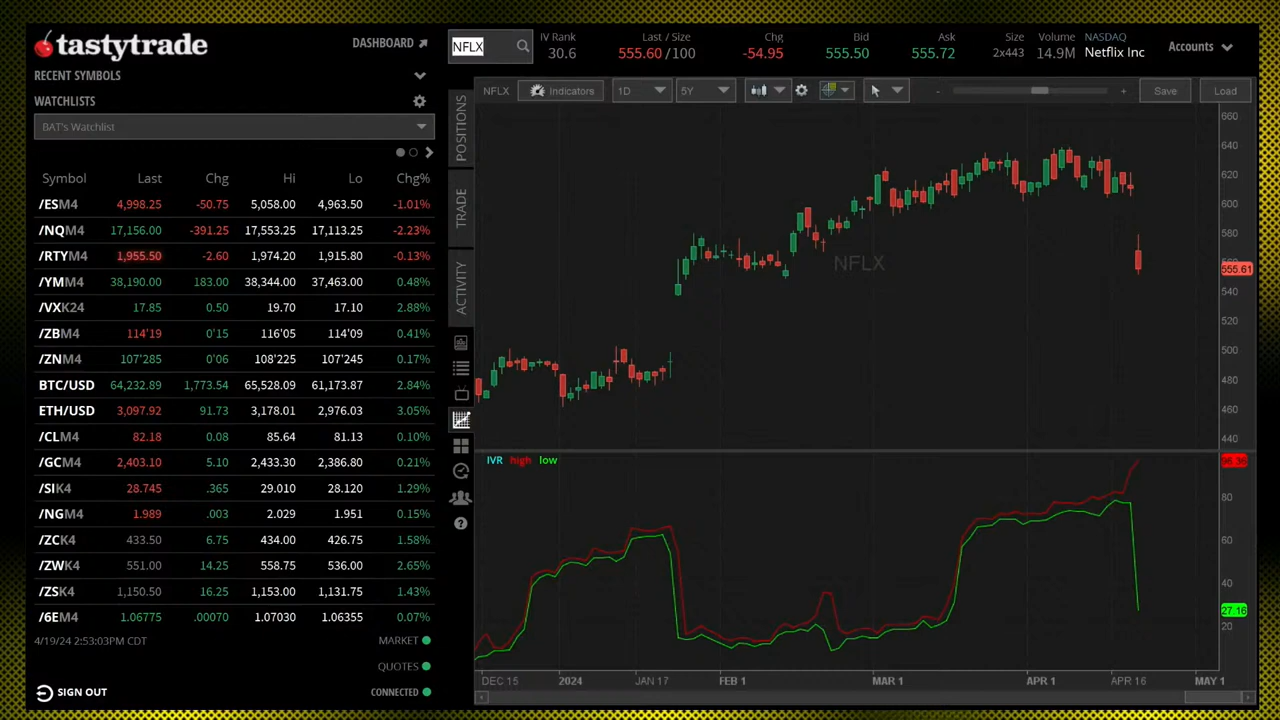 tastytrade
DASHBOARD
RECENT SYMBOLS
WATCHLISTS
BAT's Watchlist
Symbol Last Chg Hi Lo Chg%
/ESM4 4,998.25 -50.75 5,058.00 4,963.50 -1.01%
/NQM4 17,156.00 -391.25 17,553.25 17,113.25 -2.23%
/RTYM4 1,955.50 -2.60 1,974.20 1,915.80 -0.13%
/YMM4 38,190.00 183.00 38,344.00 37,463.00 0.48%
/VXK24 17.85 0.50 19.70 17.10 2.88%
/ZBM4 114'19 0'15 116'05 114'09 0.41%
/ZNM4 107'285 0'06 108'225 107'245 0.17%
BTC/USD 64,232.89 1,773.54 65,528.09 61,173.87 2.84%
ETH/USD 3,097.92 91.73 3,178.01 2,976.03 3.05%
/CLM4 82.18 0.08 85.64 81.13 0.10%
/GCM4 2,403.10 5.10 2,433.30 2,386.80 0.21%
/SIK4 28.745 .365 29.010 28.120 1.29%
/NGM4 1.989 .003 2.029 1.951 0.15%
/ZCK4 433.50 6.75 434.00 426.75 1.58%
/ZWK4 551.00 14.25 558.75 536.00 2.65%
/ZSK4 1,150.50 16.25 1,153.00 1,131.75 1.43%
/6EM4 1.06775 .00070 1.07030 1.06355 0.07%
4/19/24 2:53:03PM CDT
MARKET
QUOTES
SIGN OUT
CONNECTED
POSITIONS
TRADE
ACTIVITY
NFLX
IV Rank Last / Size Chg Bid Ask Size Volume NASDAQ
30.6 555.60 /100 -54.95 555.50 555.72 2x443 14.9M Netflix Inc
Accounts
NFLX Indicators 1D 5Y - + Save Load
NFLX
660
640
620
600
580
555.61
540
520
500
480
460
440
IVR high low
80
60
40
27.16
20
DEC 15 2024 JAN 17 FEB 1 MAR 1 APR 1 APR 16 MAY 1